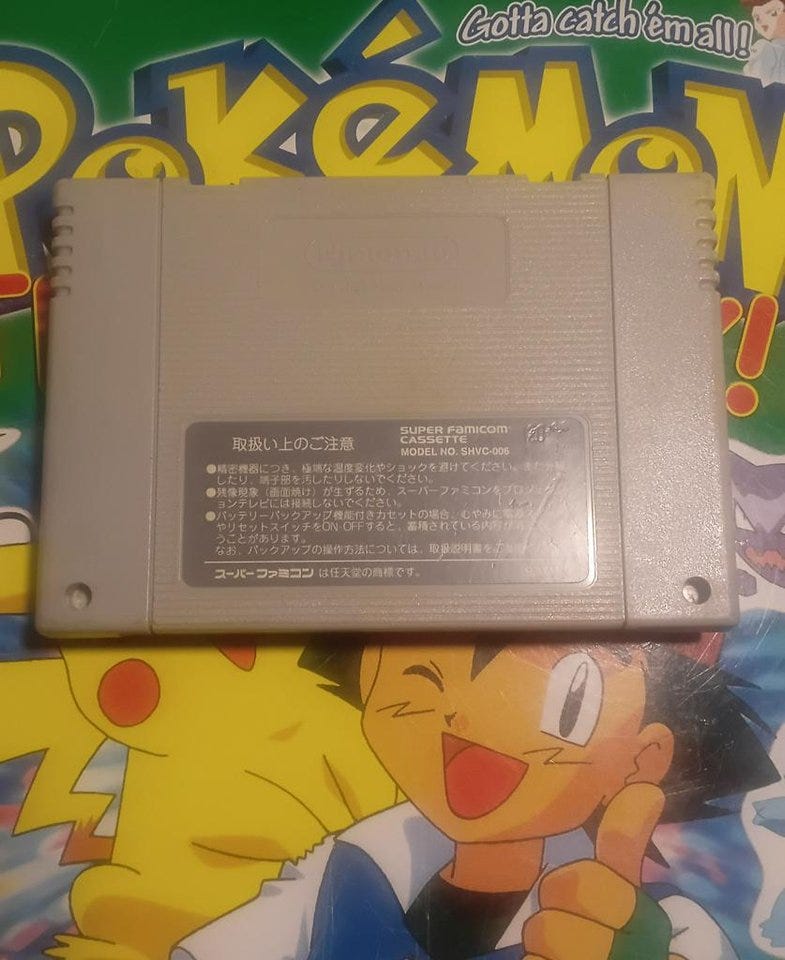 Gotta catch 'em all!
POKéMON
Nintendo
取扱い上のご注意
SUPER FAMICOM
CASSETTE
MODEL NO. SHVC-006
●精密機器につき、極端な温度変化やショックを避けてください。また分解
したり、端子部を汚したりしないでください。
●残像現象（画面焼け）が生ずるため、スーパーファミコンをプロジェクシ
ョンテレビには接続しないでください。
●バッテリーバックアップ機能付きカセットの場合、むやみに電源
やリセットスイッチをON OFFすると、蓄積されている内容が
うことがあります。
なお、バックアップの操作方法については、取扱説明書をご
スーパーファミコンは任天堂の商標です。